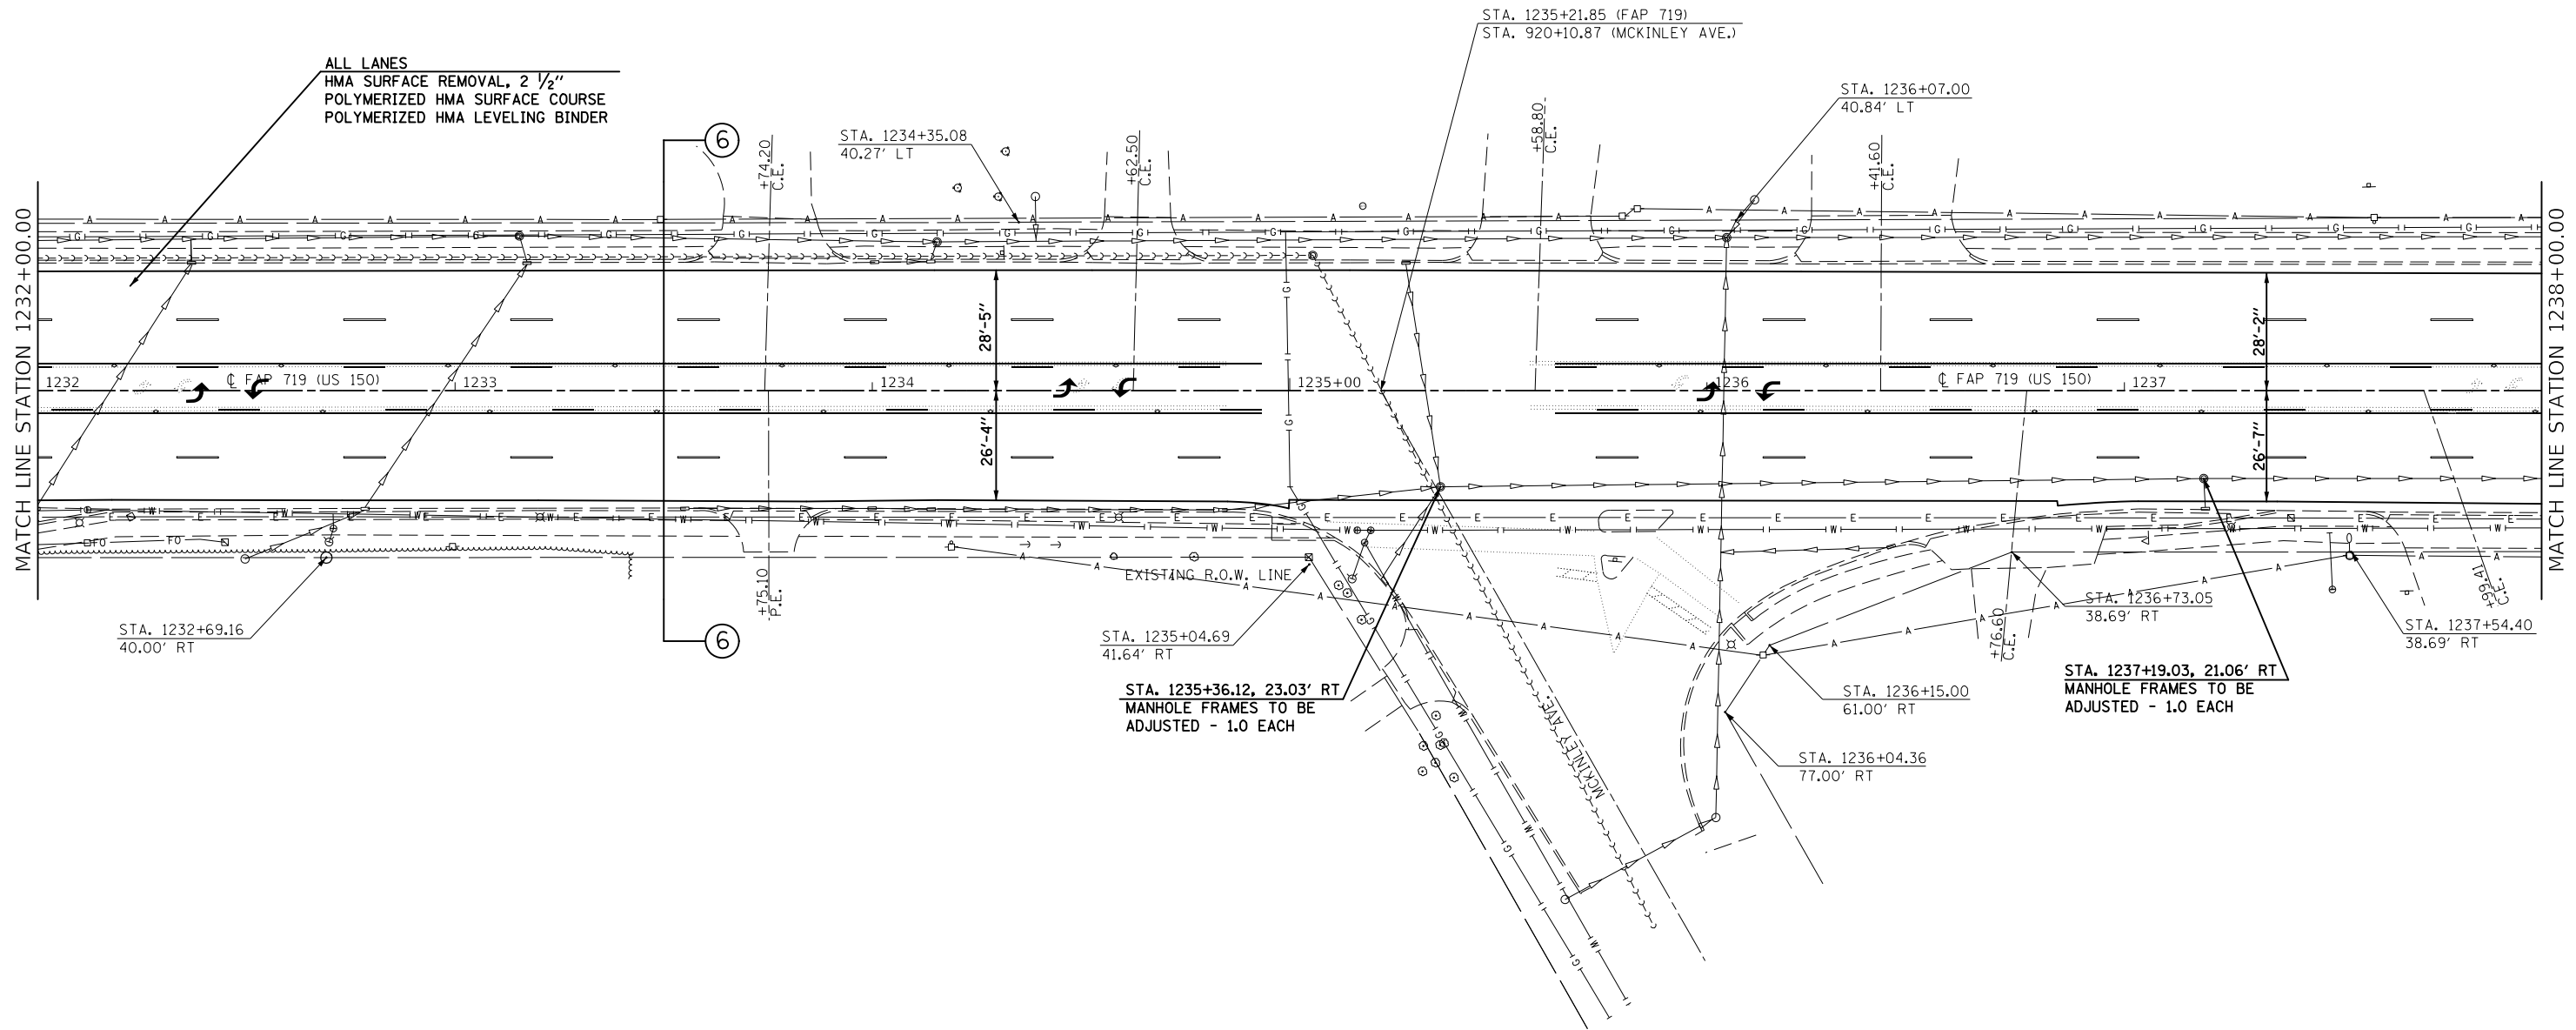 STA. 1235+21.85 (FAP 719)
STA. 920+10.87 (MCKINLEY AVE.)
ALL LANES
HMA SURFACE REMOVAL, 2 1/2"
POLYMERIZED HMA SURFACE COURSE
POLYMERIZED HMA LEVELING BINDER
STA. 1236+07.00
40.84' LT
6
STA. 1234+35.08
40.27' LT
+74.20
C.E.
+62.50
C.E.
+58.80
C.E.
+41.60
C.E.
MATCH LINE STATION 1232+00.00
MATCH LINE STATION 1238+00.00
28'-5"
28'-2"
1232
℄ FAP 719 (US 150)
1233
1234
1235+00
1236
℄ FAP 719 (US 150)
1237
26'-4"
26'-7"
FO
FO
EXISTING R.O.W. LINE
+75.10
P.E.
+76.60
C.E.
+99.41
C.E.
STA. 1232+69.16
40.00' RT
6
STA. 1235+04.69
41.64' RT
STA. 1236+73.05
38.69' RT
STA. 1237+54.40
38.69' RT
STA. 1235+36.12, 23.03' RT
MANHOLE FRAMES TO BE
ADJUSTED - 1.0 EACH
MCKINLEY AVE.
STA. 1236+15.00
61.00' RT
STA. 1237+19.03, 21.06' RT
MANHOLE FRAMES TO BE
ADJUSTED - 1.0 EACH
STA. 1236+04.36
77.00' RT